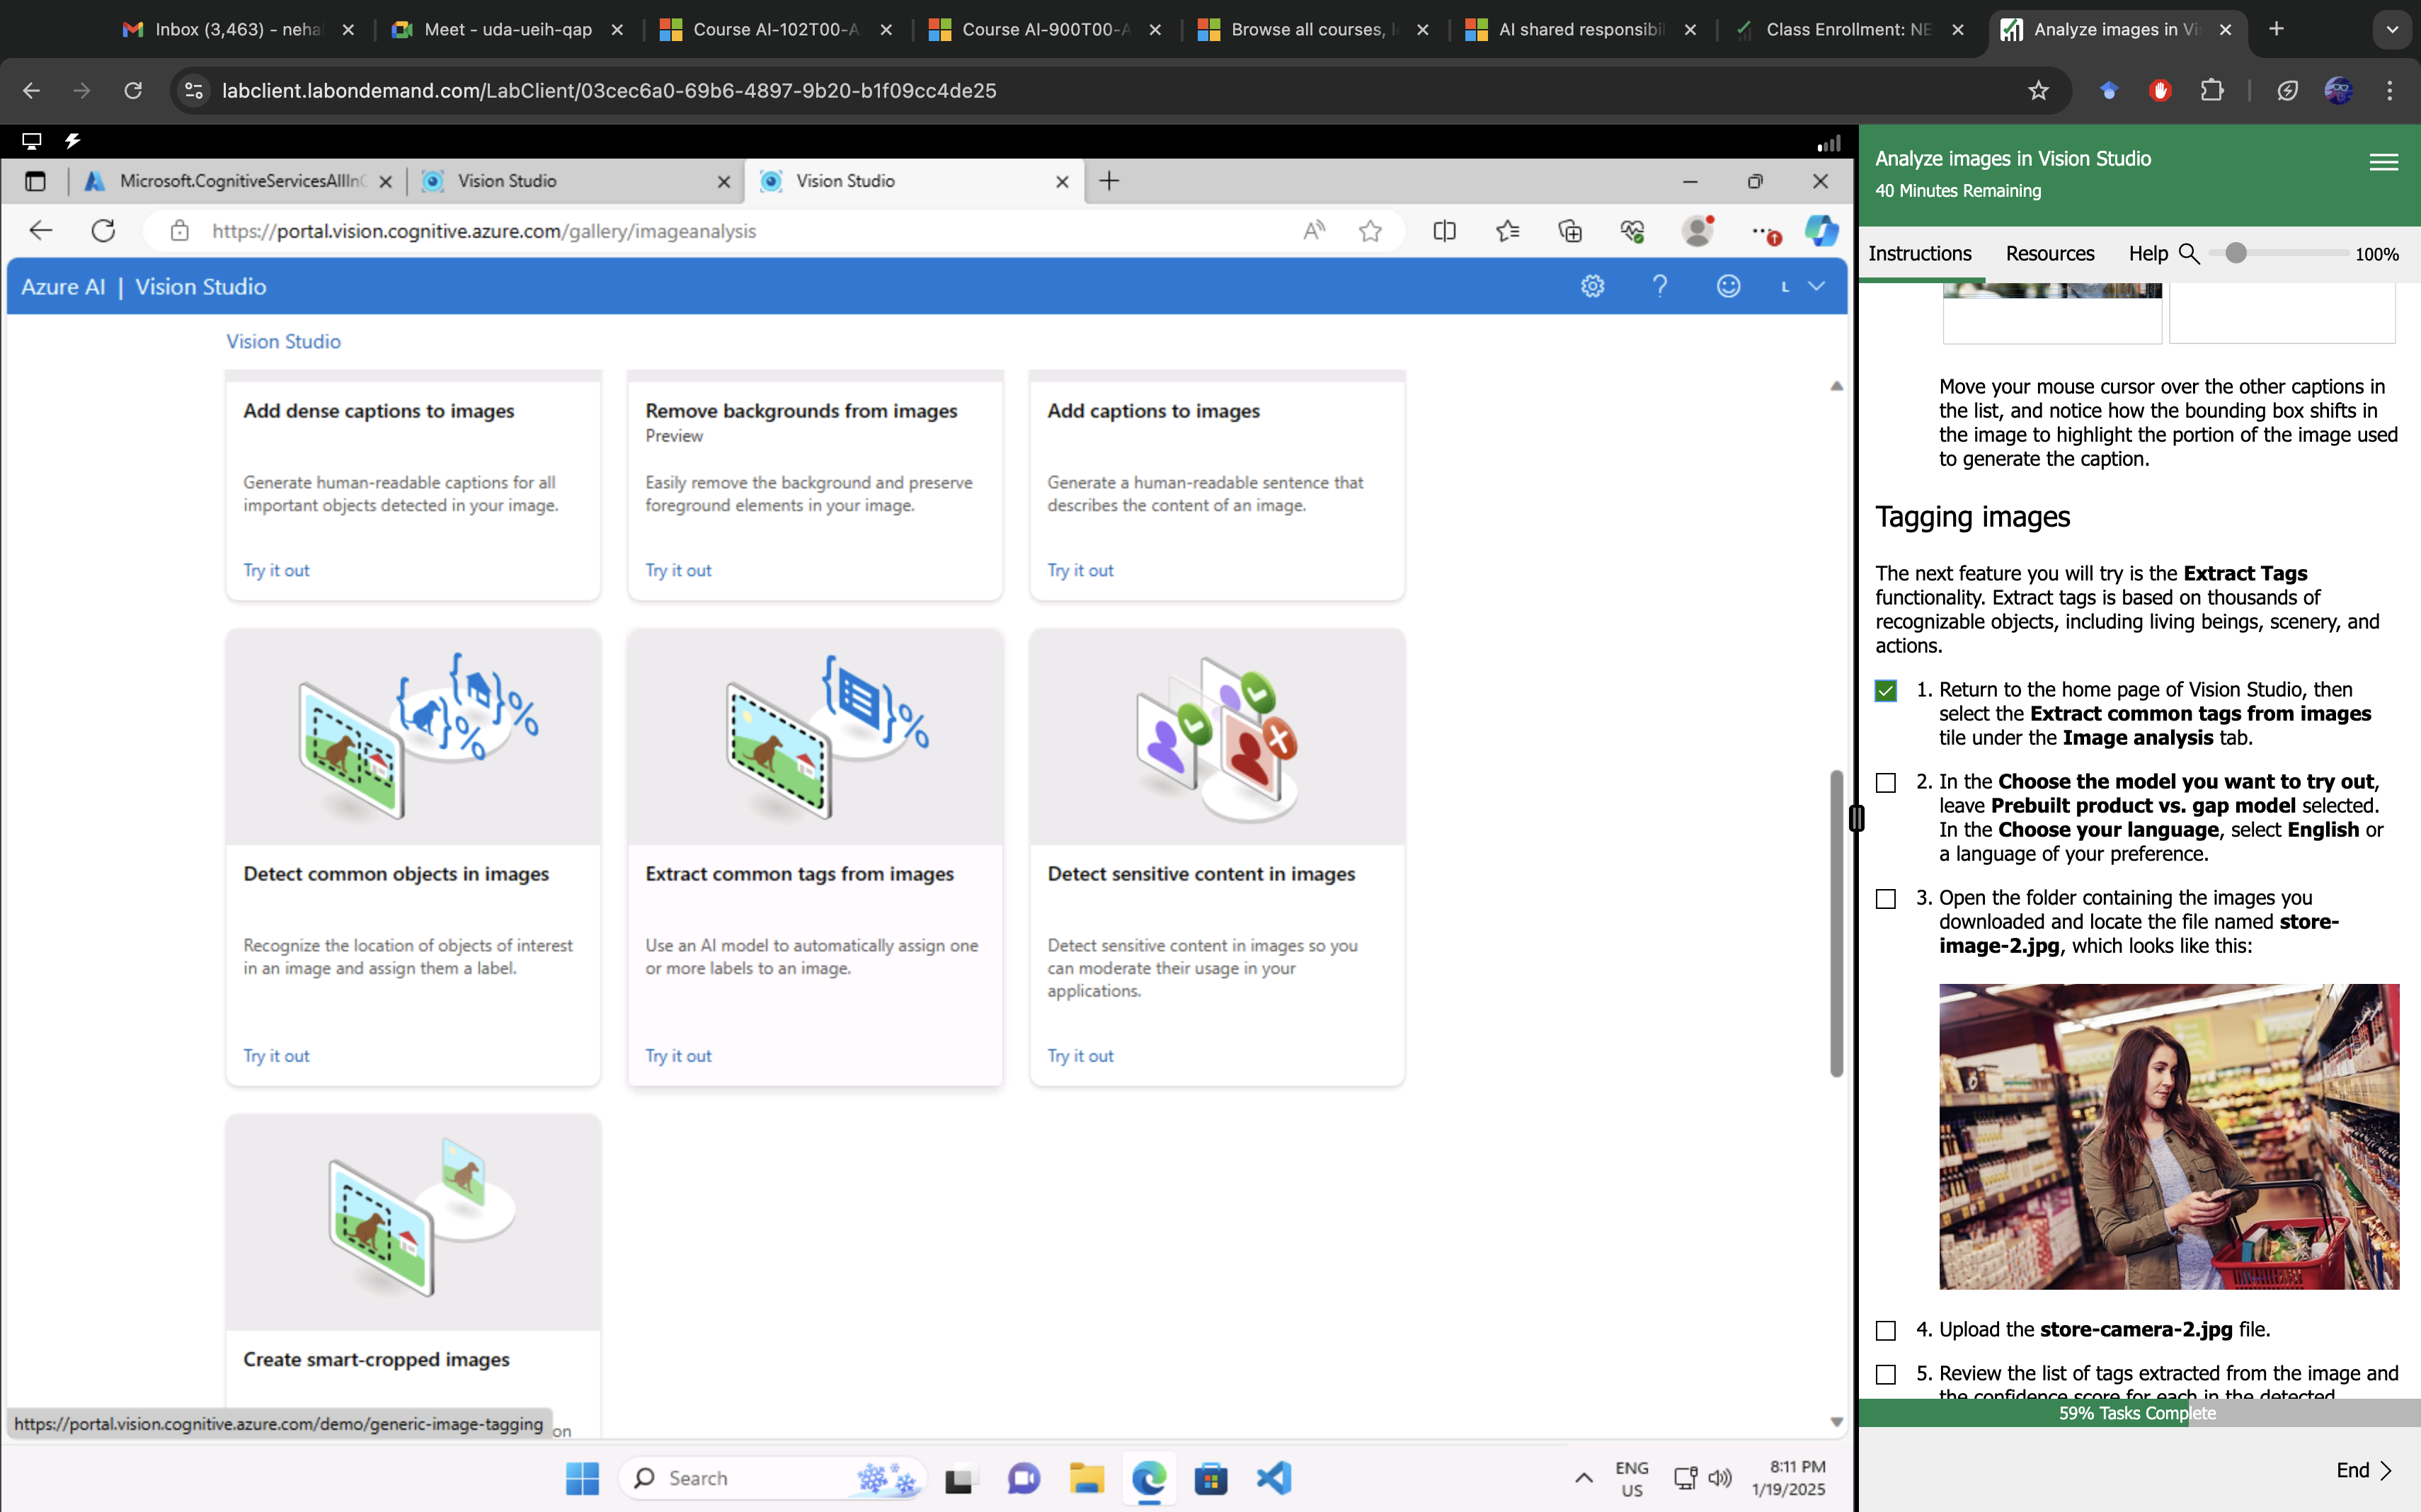 Inbox (3,463) - neha
Meet - uda-ueih-qap
Course AI-102T00-A
Course AI-900T00-A
Browse all courses, l
AI shared responsibil
Class Enrollment: NE
Analyze images in Vi
labclient.labondemand.com/LabClient/03cec6a0-69b6-4897-9b20-b1f09cc4de25
Microsoft.CognitiveServicesAllInO
Vision Studio
Vision Studio
https://portal.vision.cognitive.azure.com/gallery/imageanalysis
Azure AI | Vision Studio
L
Vision Studio
Add dense captions to images
Generate human-readable captions for all
important objects detected in your image.
Try it out
Remove backgrounds from images
Preview
Easily remove the background and preserve
foreground elements in your image.
Try it out
Add captions to images
Generate a human-readable sentence that
describes the content of an image.
Try it out
Detect common objects in images
Recognize the location of objects of interest
in an image and assign them a label.
Try it out
Extract common tags from images
Use an AI model to automatically assign one
or more labels to an image.
Try it out
Detect sensitive content in images
Detect sensitive content in images so you
can moderate their usage in your
applications.
Try it out
Create smart-cropped images
on
https://portal.vision.cognitive.azure.com/demo/generic-image-tagging
Search
ENG
US
8:11 PM
1/19/2025
Analyze images in Vision Studio
40 Minutes Remaining
Instructions Resources Help 100%
Move your mouse cursor over the other captions in
the list, and notice how the bounding box shifts in
the image to highlight the portion of the image used
to generate the caption.
Tagging images
The next feature you will try is the Extract Tags
functionality. Extract tags is based on thousands of
recognizable objects, including living beings, scenery, and
actions.
1. Return to the home page of Vision Studio, then
select the Extract common tags from images
tile under the Image analysis tab.
2. In the Choose the model you want to try out,
leave Prebuilt product vs. gap model selected.
In the Choose your language, select English or
a language of your preference.
3. Open the folder containing the images you
downloaded and locate the file named store-
image-2.jpg, which looks like this:
4. Upload the store-camera-2.jpg file.
5. Review the list of tags extracted from the image and
the confidence score for each in the detected
59% Tasks Complete
End